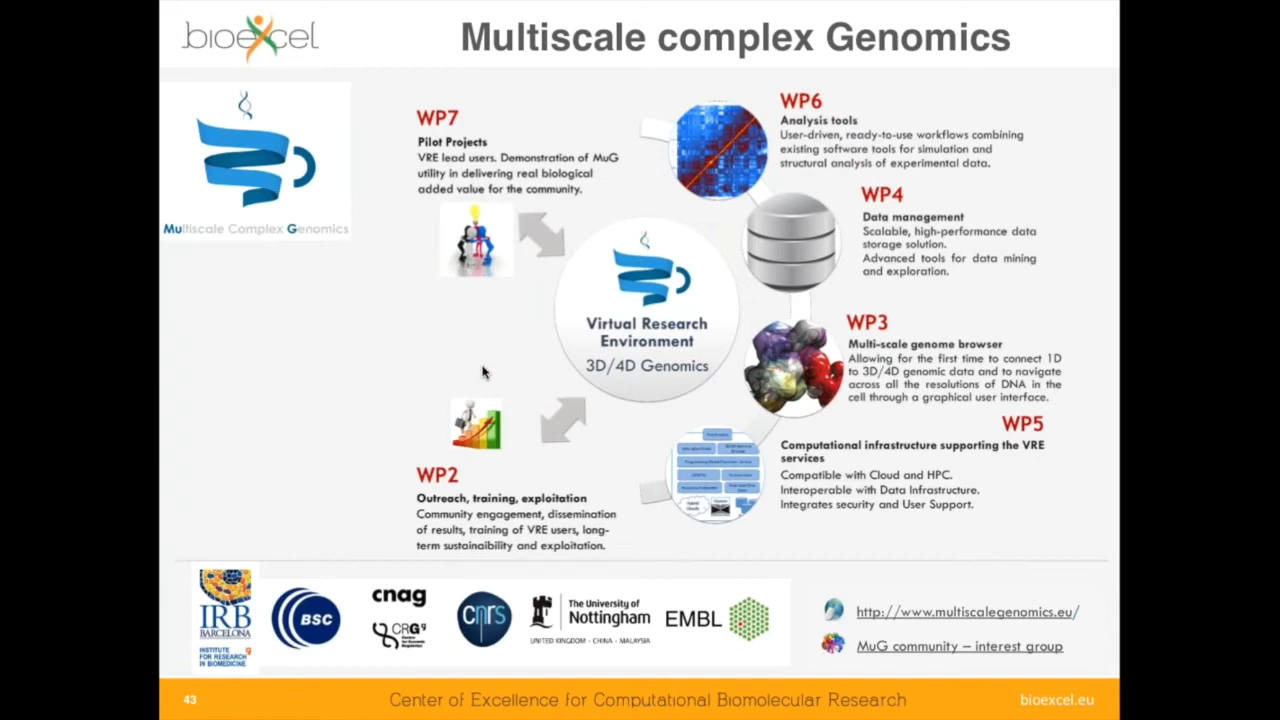 bioexcel
Multiscale complex Genomics
Multiscale Complex Genomics
WP7
Pilot Projects
VRE lead users. Demonstration of MuG
utility in delivering real biological
added value for the community.
WP6
Analysis tools
User-driven, ready-to-use workflows combining
existing software tools for simulation and
structural analysis of experimental data.
WP4
Data management
Scalable, high-performance data
storage solution.
Advanced tools for data mining
and exploration.
Virtual Research
Environment
3D/4D Genomics
WP3
Multi-scale genome browser
Allowing for the first time to connect 1D
to 3D/4D genomic data and to navigate
across all the resolutions of DNA in the
cell through a graphical user interface.
WP5
Computational infrastructure supporting the VRE
services
Compatible with Cloud and HPC.
Interoperable with Data Infrastructure.
Integrates security and User Support.
WP2
Outreach, training, exploitation
Community engagement, dissemination
of results, training of VRE users, long-
term sustainaibility and exploitation.
IRB
BARCELONA
INSTITUTE
FOR RESEARCH
IN BIOMEDICINE
BSC
cnag
CRG
cnrs
The University of
Nottingham
UNITED KINGDOM · CHINA · MALAYSIA
EMBL
http://www.multiscalegenomics.eu/
MuG community – interest group
43
Center of Excellence for Computational Biomolecular Research
bioexcel.eu